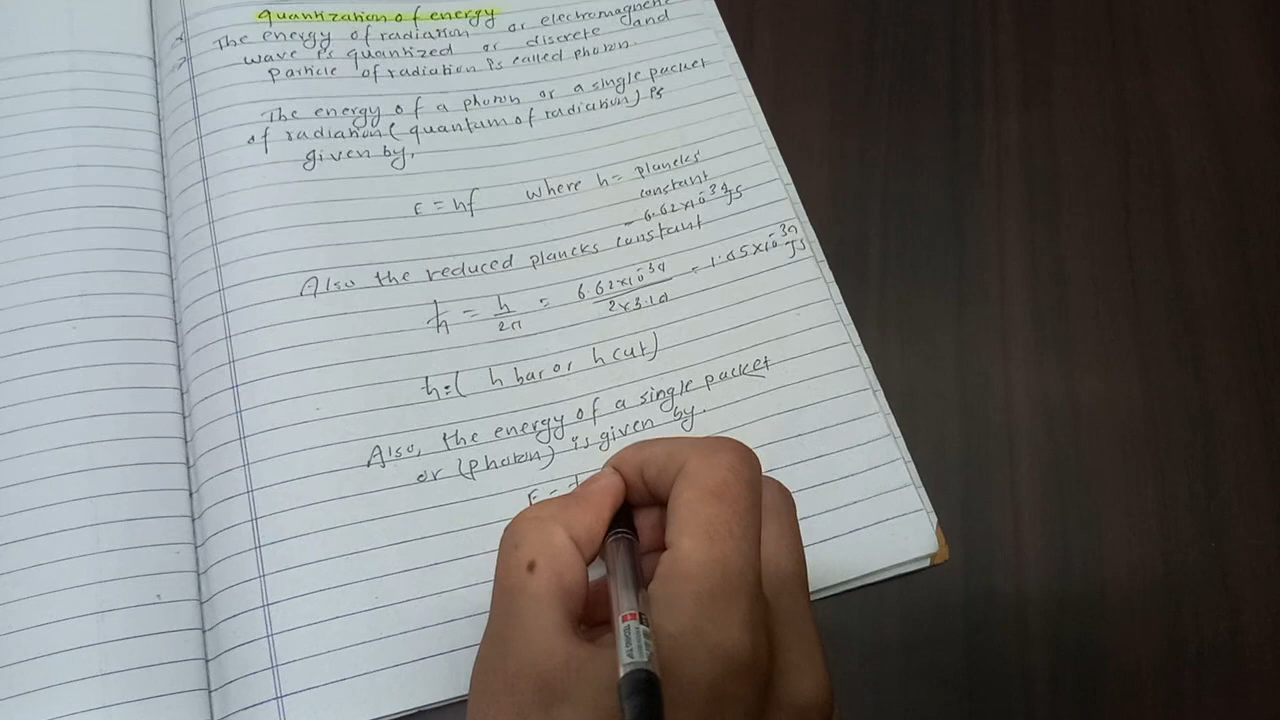 quantization of energy
The energy of radiation or electromagnetic
wave is quantized or discrete and
particle of radiation is called photon.
The energy of a photon or a single packet
of radiation (quantum of radiation) is
given by,
E = hf where h = plancks'
constant
= 6.62×10⁻³⁴ Js
Also the reduced plancks constant
ħ = h/2π = 6.62×10⁻³⁴/2×3.14 = 1.05×10⁻³⁴ Js
ħ:( h bar or h cut)
Also, the energy of a single packet
or (photon) is given by.
E =